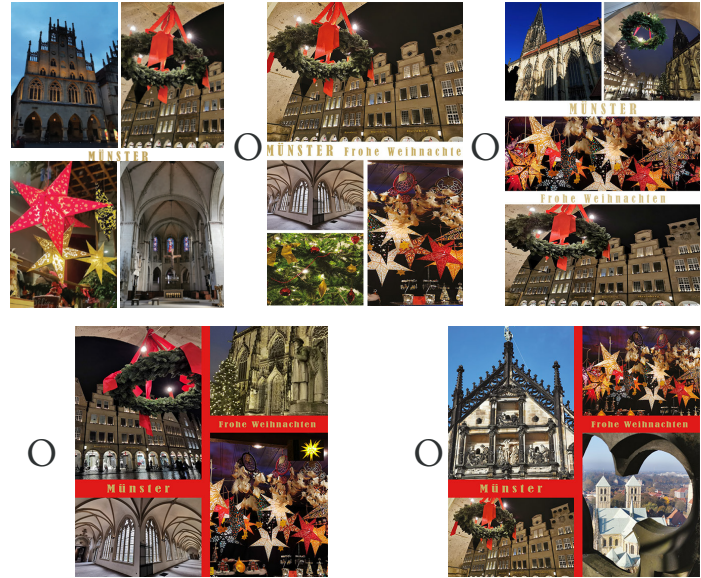 MÜNSTER
O
MÜNSTER Frohe Weihnachte
O
MÜNSTER
Frohe Weihnachten
O
Münster
Frohe Weihnachten
O
Münster
Frohe Weihnachten